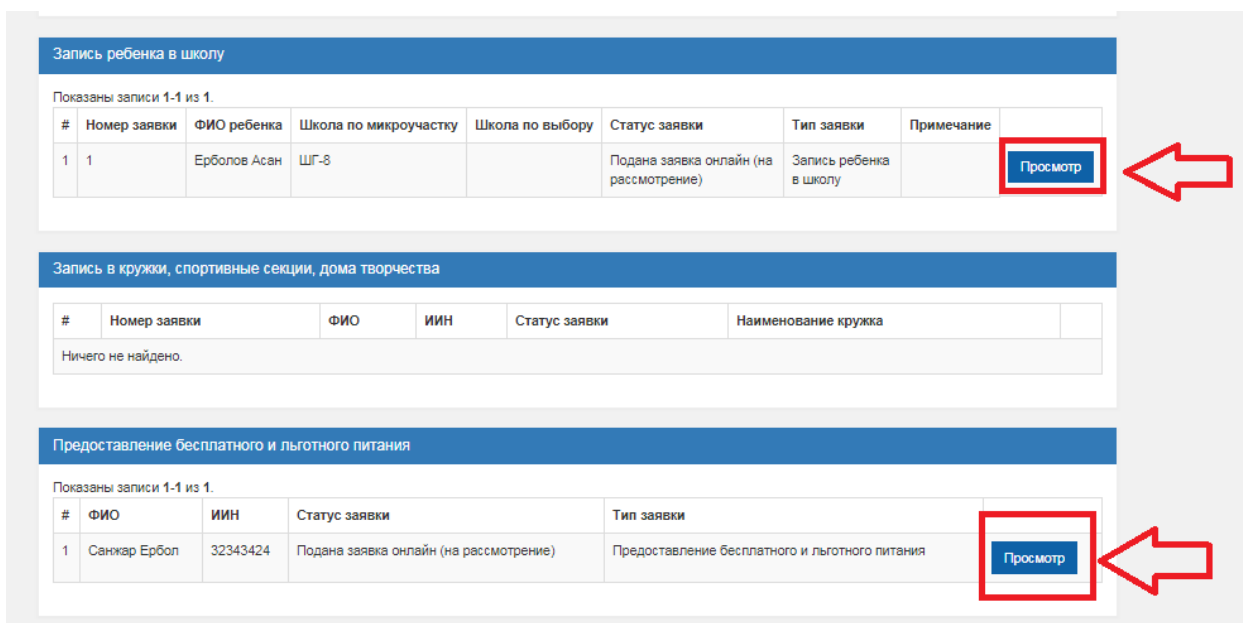 Запись ребенка в школу
Показаны записи 1-1 из 1.
# Номер заявки ФИО ребенка Школа по микроучастку Школа по выбору Статус заявки Тип заявки Примечание
1 1 Ерболов Асан ШГ-8 Подана заявка онлайн (на Запись ребенка
рассмотрение) в школу
Просмотр
Запись в кружки, спортивные секции, дома творчества
# Номер заявки ФИО ИИН Статус заявки Наименование кружка
Ничего не найдено.
Предоставление бесплатного и льготного питания
Показаны записи 1-1 из 1.
# ФИО ИИН Статус заявки Тип заявки
1 Санжар Ербол 32343424 Подана заявка онлайн (на рассмотрение) Предоставление бесплатного и льготного питания
Просмотр